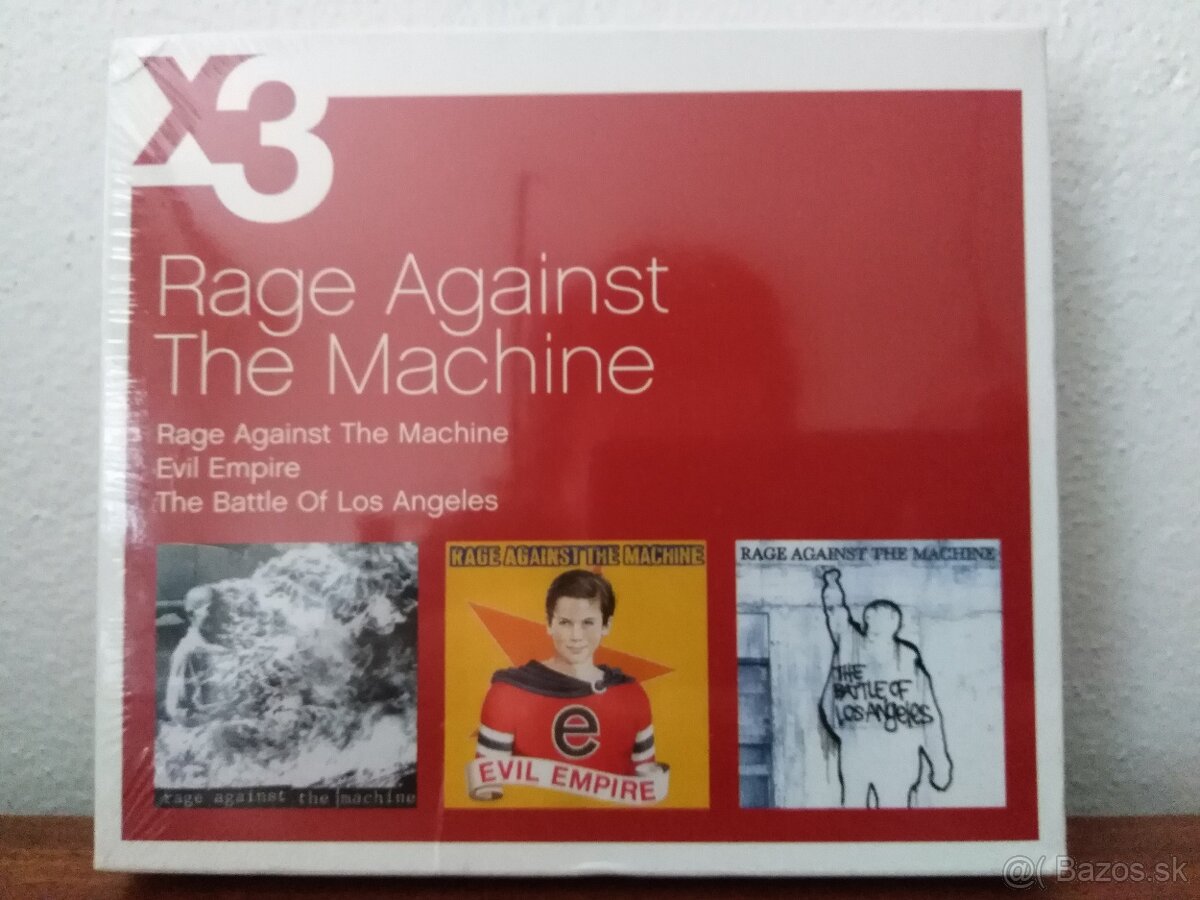 X3
Rage Against
The Machine
Rage Against The Machine
Evil Empire
The Battle Of Los Angeles
rage against the machine
RAGE AGAINST THE MACHINE
e
EVIL EMPIRE
RAGE AGAINST THE MACHINE
THE
BATTLE OF
LOS ANgeles
@( Bazos.sk